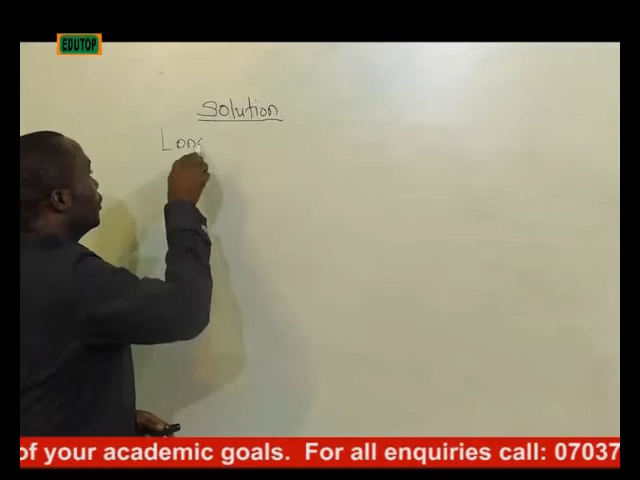 EDUTOP
Solution
Long
of your academic goals. For all enquiries call: 07037